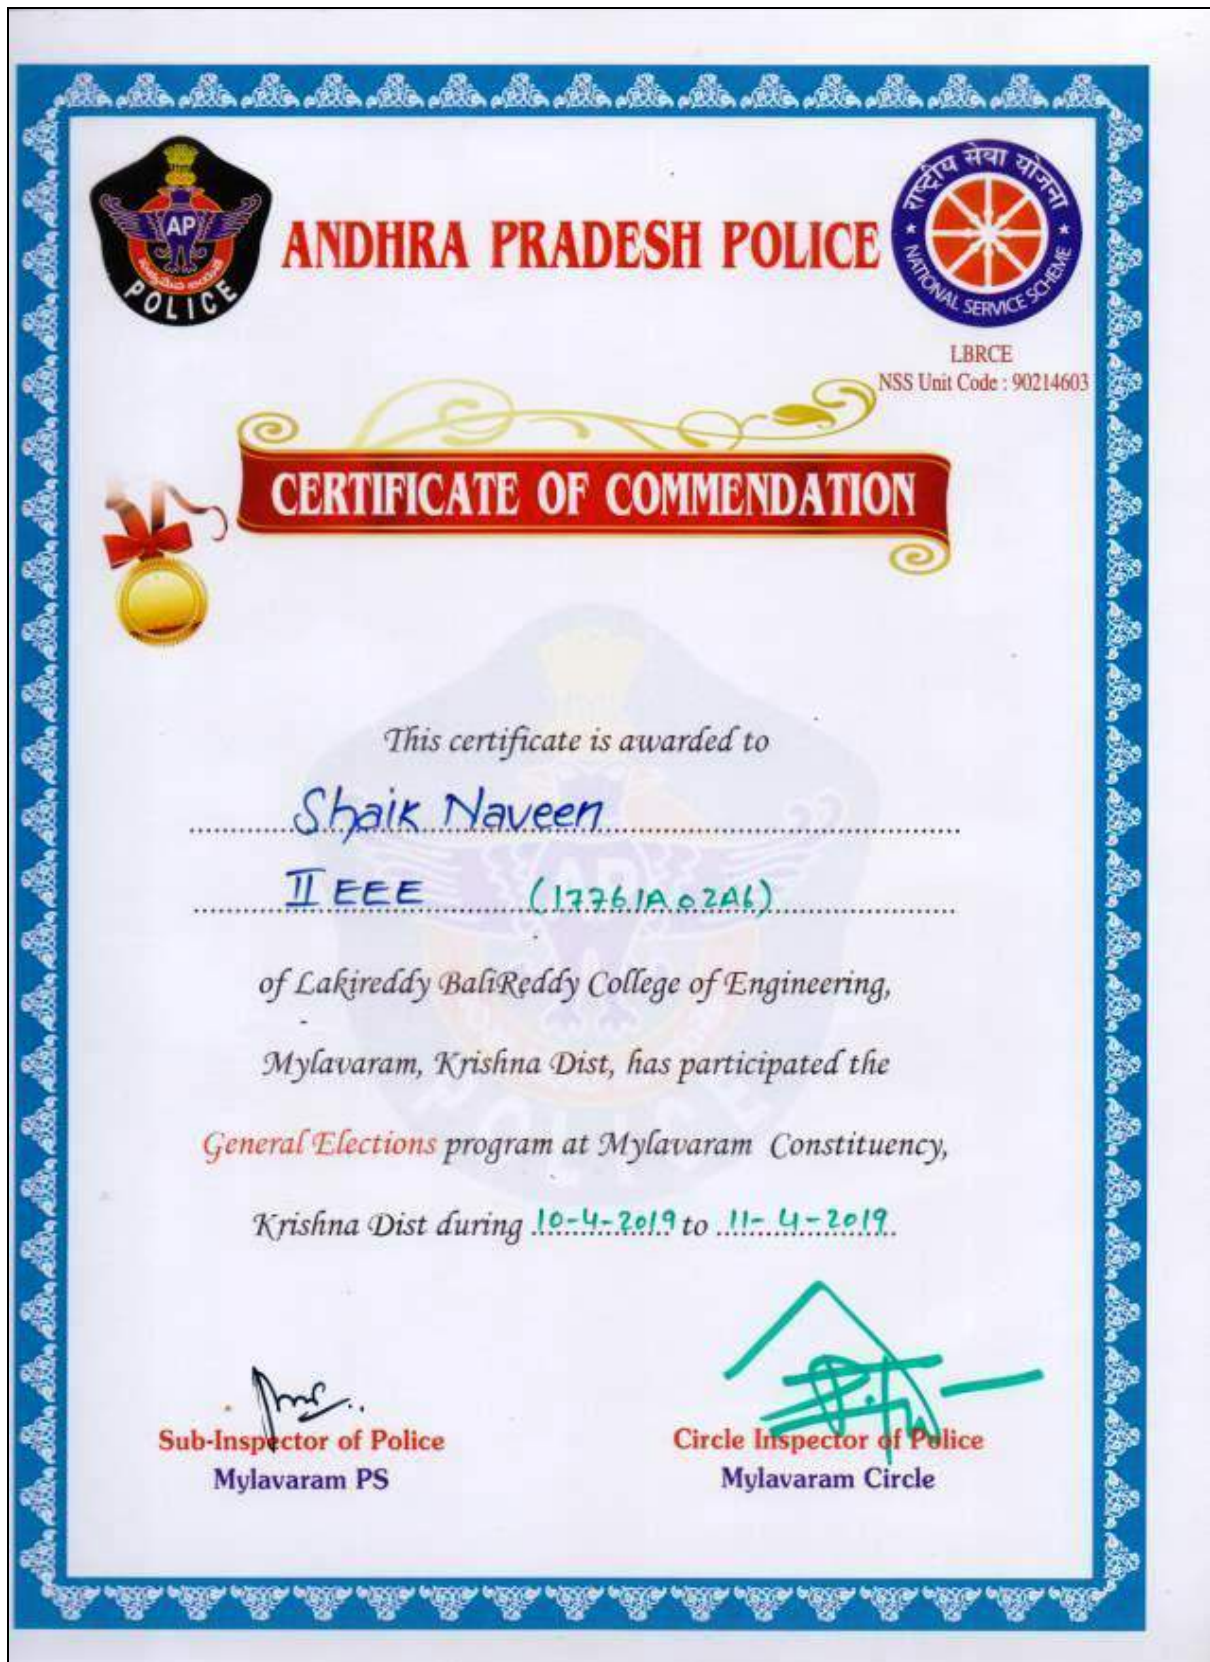 AP
POLICE
ANDHRA PRADESH POLICE
राष्ट्रीय सेवा योजना
NATIONAL SERVICE SCHEME
LBRCE
NSS Unit Code : 90214603
CERTIFICATE OF COMMENDATION
This certificate is awarded to
Shaik Naveen
II EEE (17761A02A6)
of Lakireddy BaliReddy College of Engineering,
Mylavaram, Krishna Dist, has participated the
General Elections program at Mylavaram Constituency,
Krishna Dist during 10-4-2019 to 11-4-2019
Sub-Inspector of Police
Mylavaram PS
Circle Inspector of Police
Mylavaram Circle